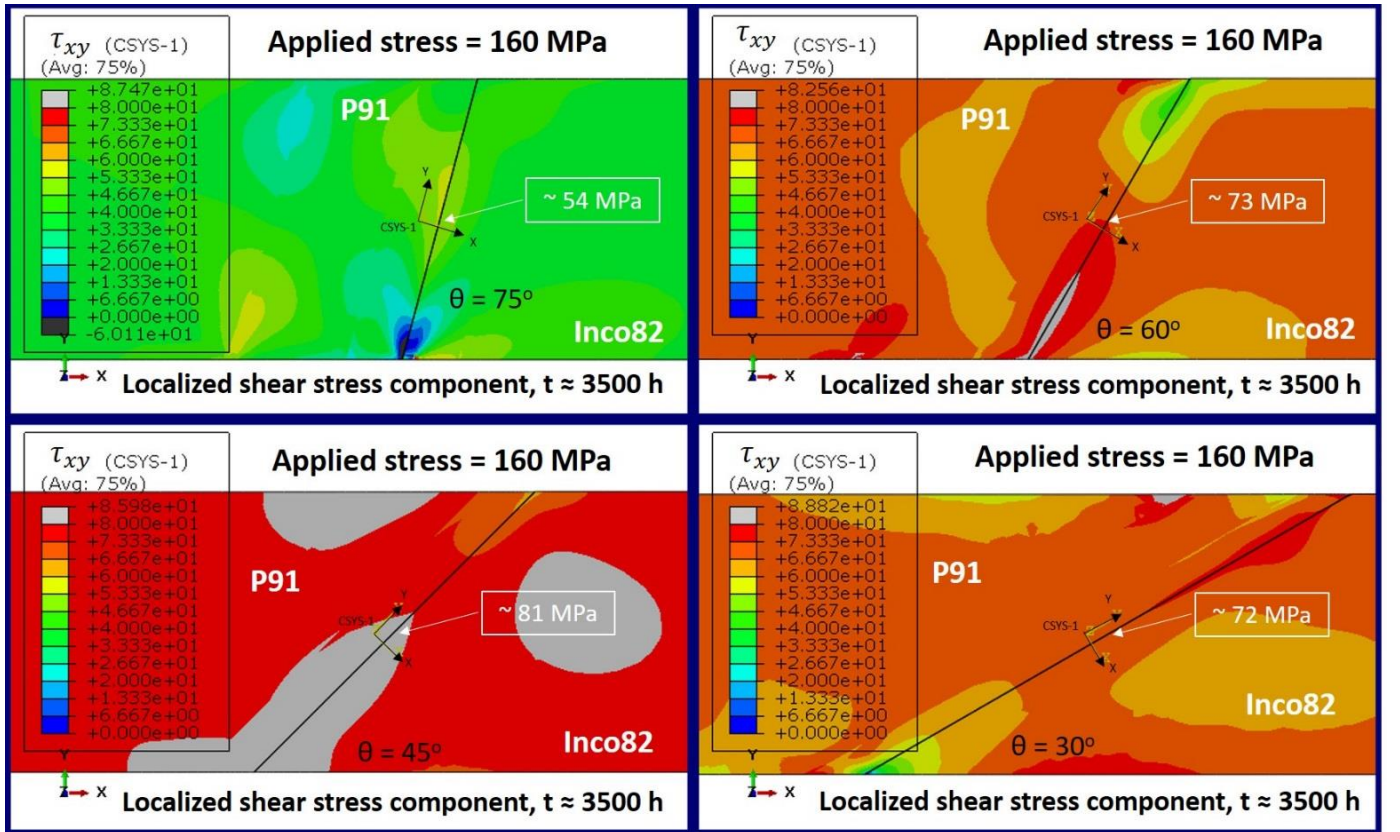 τxy (CSYS-1)
(Avg: 75%)
+8.747e+01
+8.000e+01
+7.333e+01
+6.667e+01
+6.000e+01
+5.333e+01
+4.667e+01
+4.000e+01
+3.333e+01
+2.667e+01
+2.000e+01
+1.333e+01
+6.667e+00
+0.000e+00
-6.011e+01
Applied stress = 160 MPa
P91
Y
CSYS-1
X
~ 54 MPa
θ = 75o
Inco82
Y
Z
X
Localized shear stress component, t ≈ 3500 h
τxy (CSYS-1)
(Avg: 75%)
+8.256e+01
+8.000e+01
+7.333e+01
+6.667e+01
+6.000e+01
+5.333e+01
+4.667e+01
+4.000e+01
+3.333e+01
+2.667e+01
+2.000e+01
+1.333e+01
+6.667e+00
+0.000e+00
Applied stress = 160 MPa
P91
Y
CSYS-1
X
~ 73 MPa
θ = 60o
Inco82
Y
Z
X
Localized shear stress component, t ≈ 3500 h
τxy (CSYS-1)
(Avg: 75%)
+8.598e+01
+8.000e+01
+7.333e+01
+6.667e+01
+6.000e+01
+5.333e+01
+4.667e+01
+4.000e+01
+3.333e+01
+2.667e+01
+2.000e+01
+1.333e+01
+6.667e+00
+0.000e+00
Applied stress = 160 MPa
P91
Y
CSYS-1
X
~ 81 MPa
θ = 45o
Inco82
Y
Z
X
Localized shear stress component, t ≈ 3500 h
τxy (CSYS-1)
(Avg: 75%)
+8.882e+01
+8.000e+01
+7.333e+01
+6.667e+01
+6.000e+01
+5.333e+01
+4.667e+01
+4.000e+01
+3.333e+01
+2.667e+01
+2.000e+01
+1.333e+01
+6.667e+00
+0.000e+00
Applied stress = 160 MPa
P91
Y
CSYS-1
X
~ 72 MPa
θ = 30o
Inco82
Y
Z
X
Localized shear stress component, t ≈ 3500 h